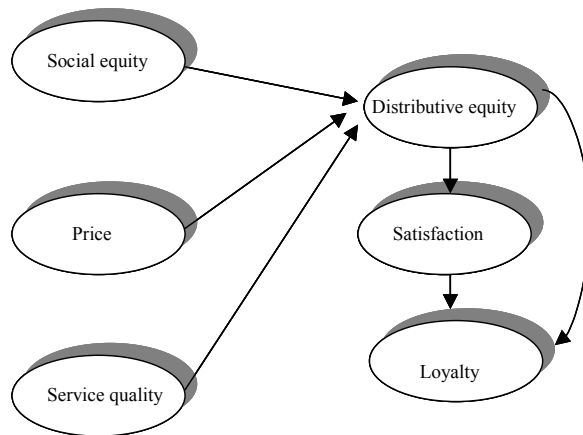 Social equity
Distributive equity
Price
Satisfaction
Service quality
Loyalty